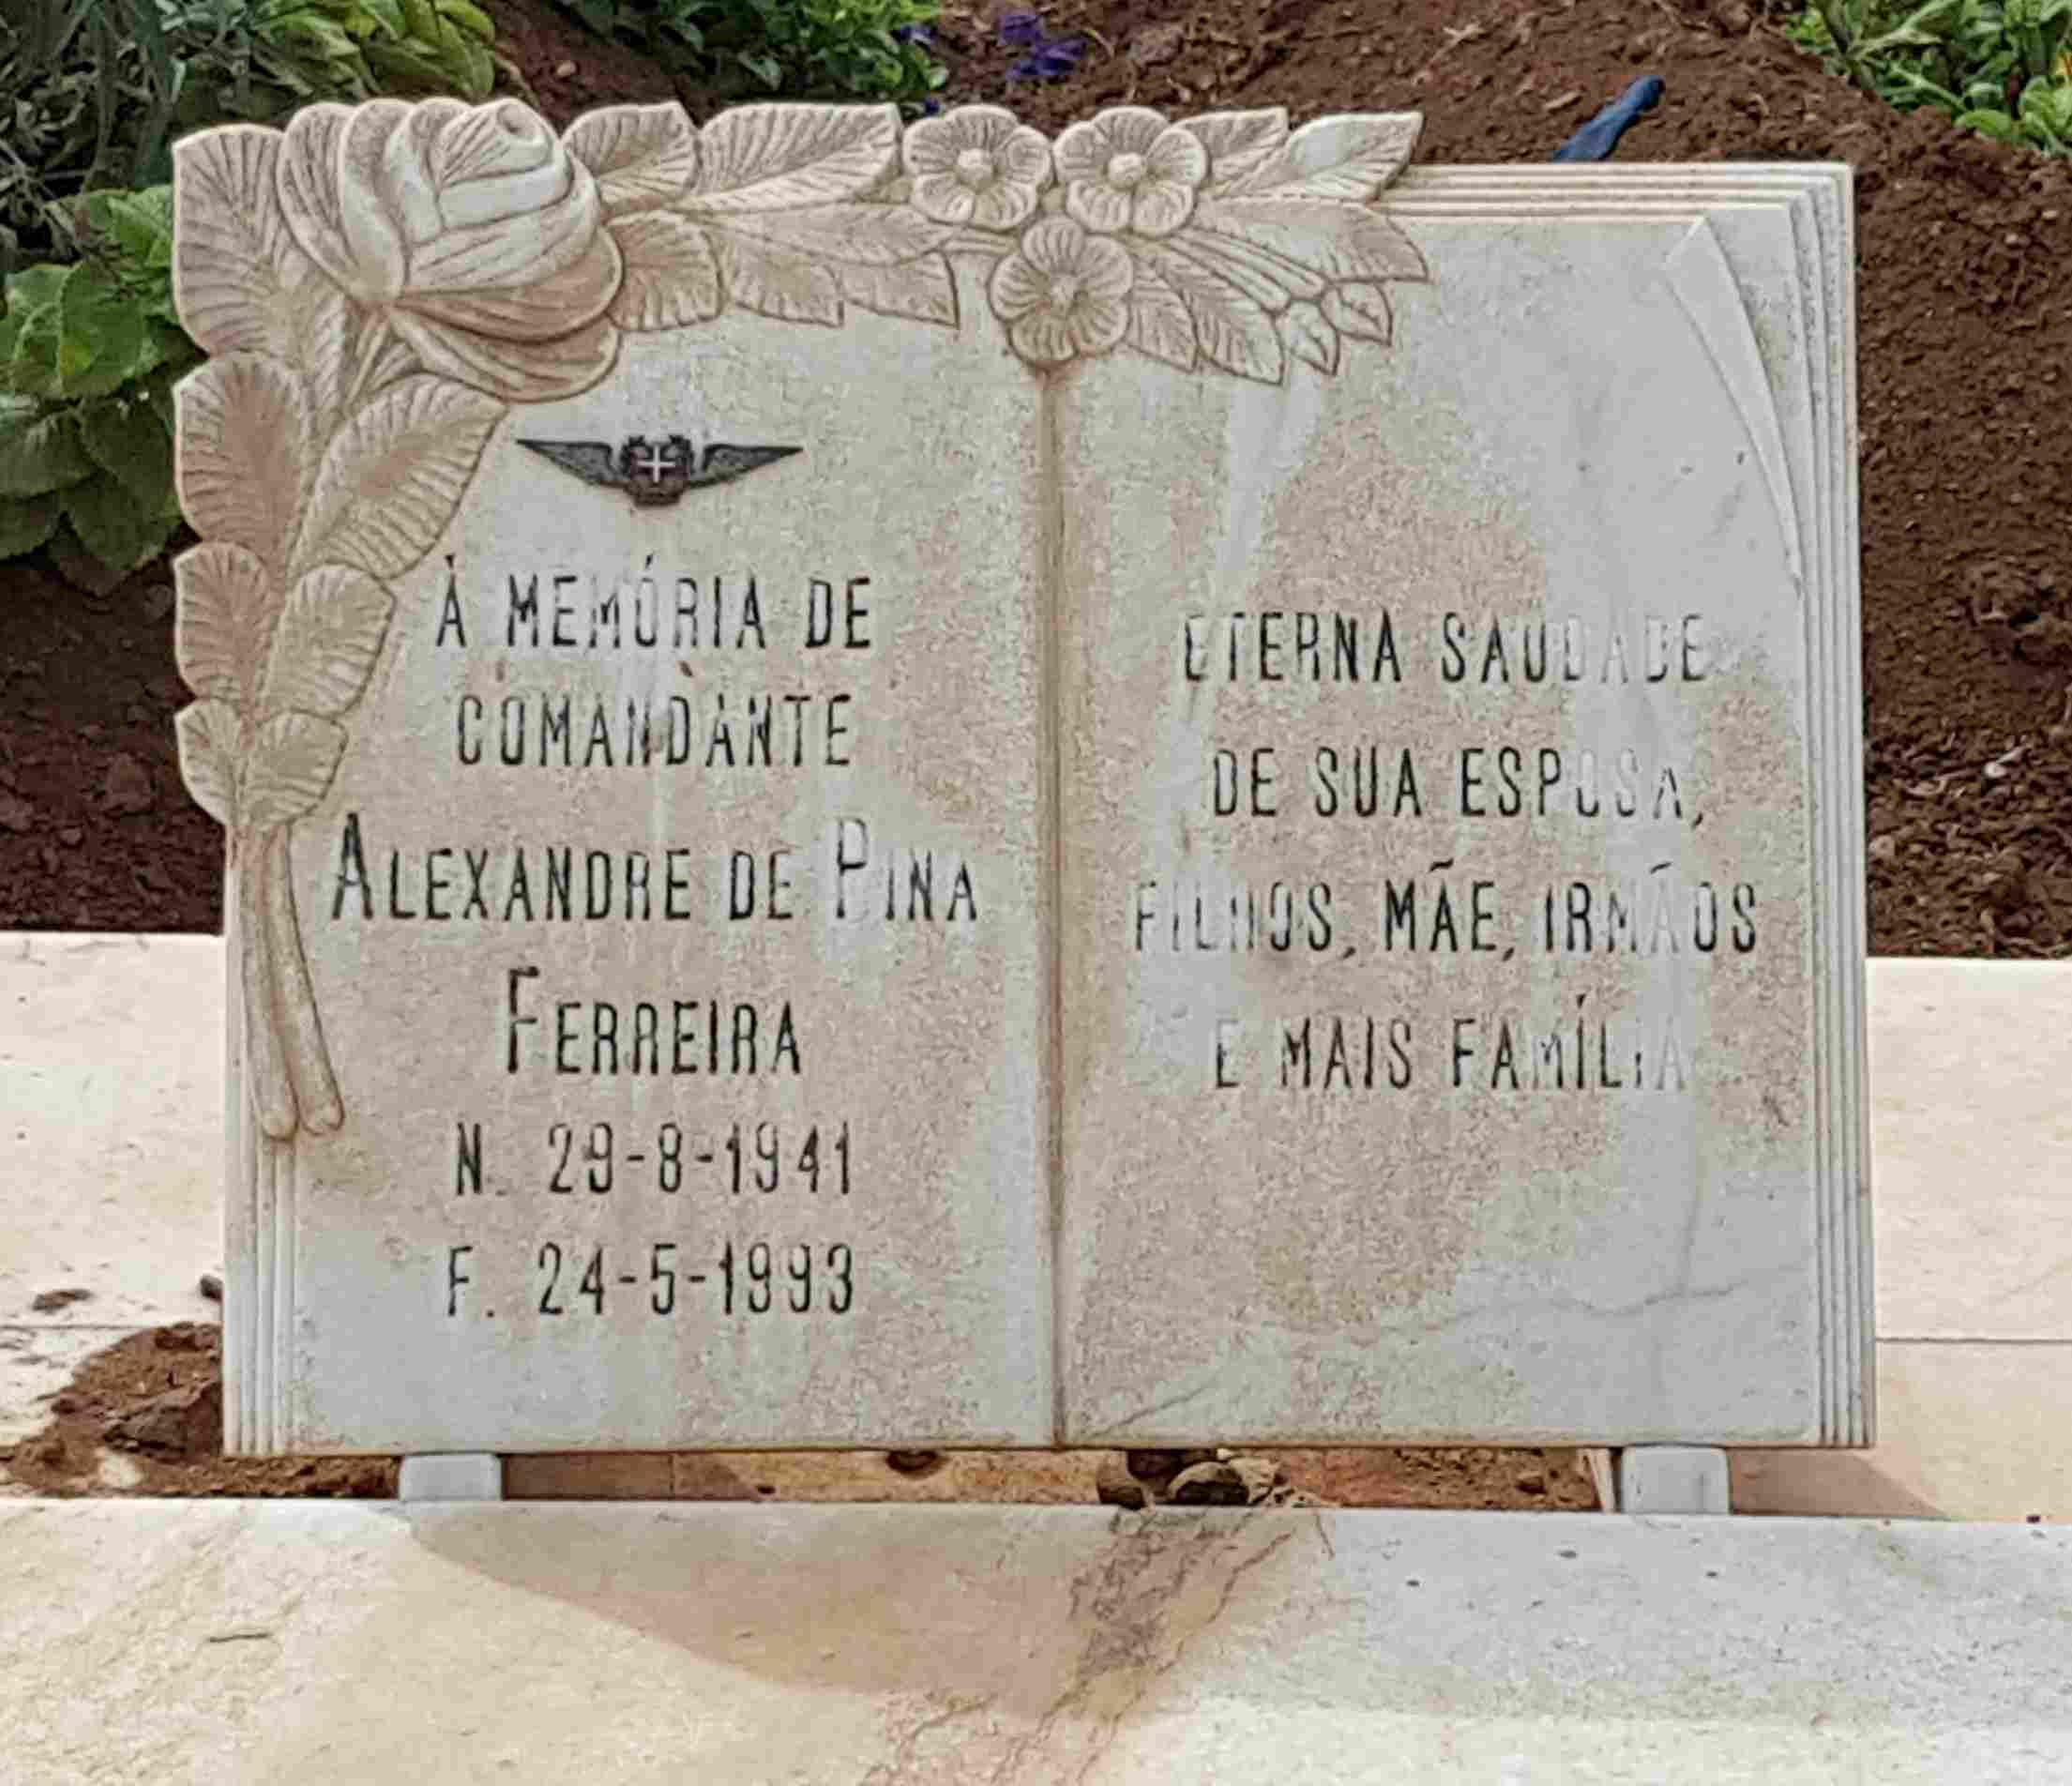 À MEMÓRIA DE
COMANDANTE
ALEXANDRE DE PINA
FERREIRA
N. 29-8-1941
F. 24-5-1993
ETERNA SAUDADE
DE SUA ESPOSA,
FILHOS, MÃE, IRMÃOS
E MAIS FAMÍLIA